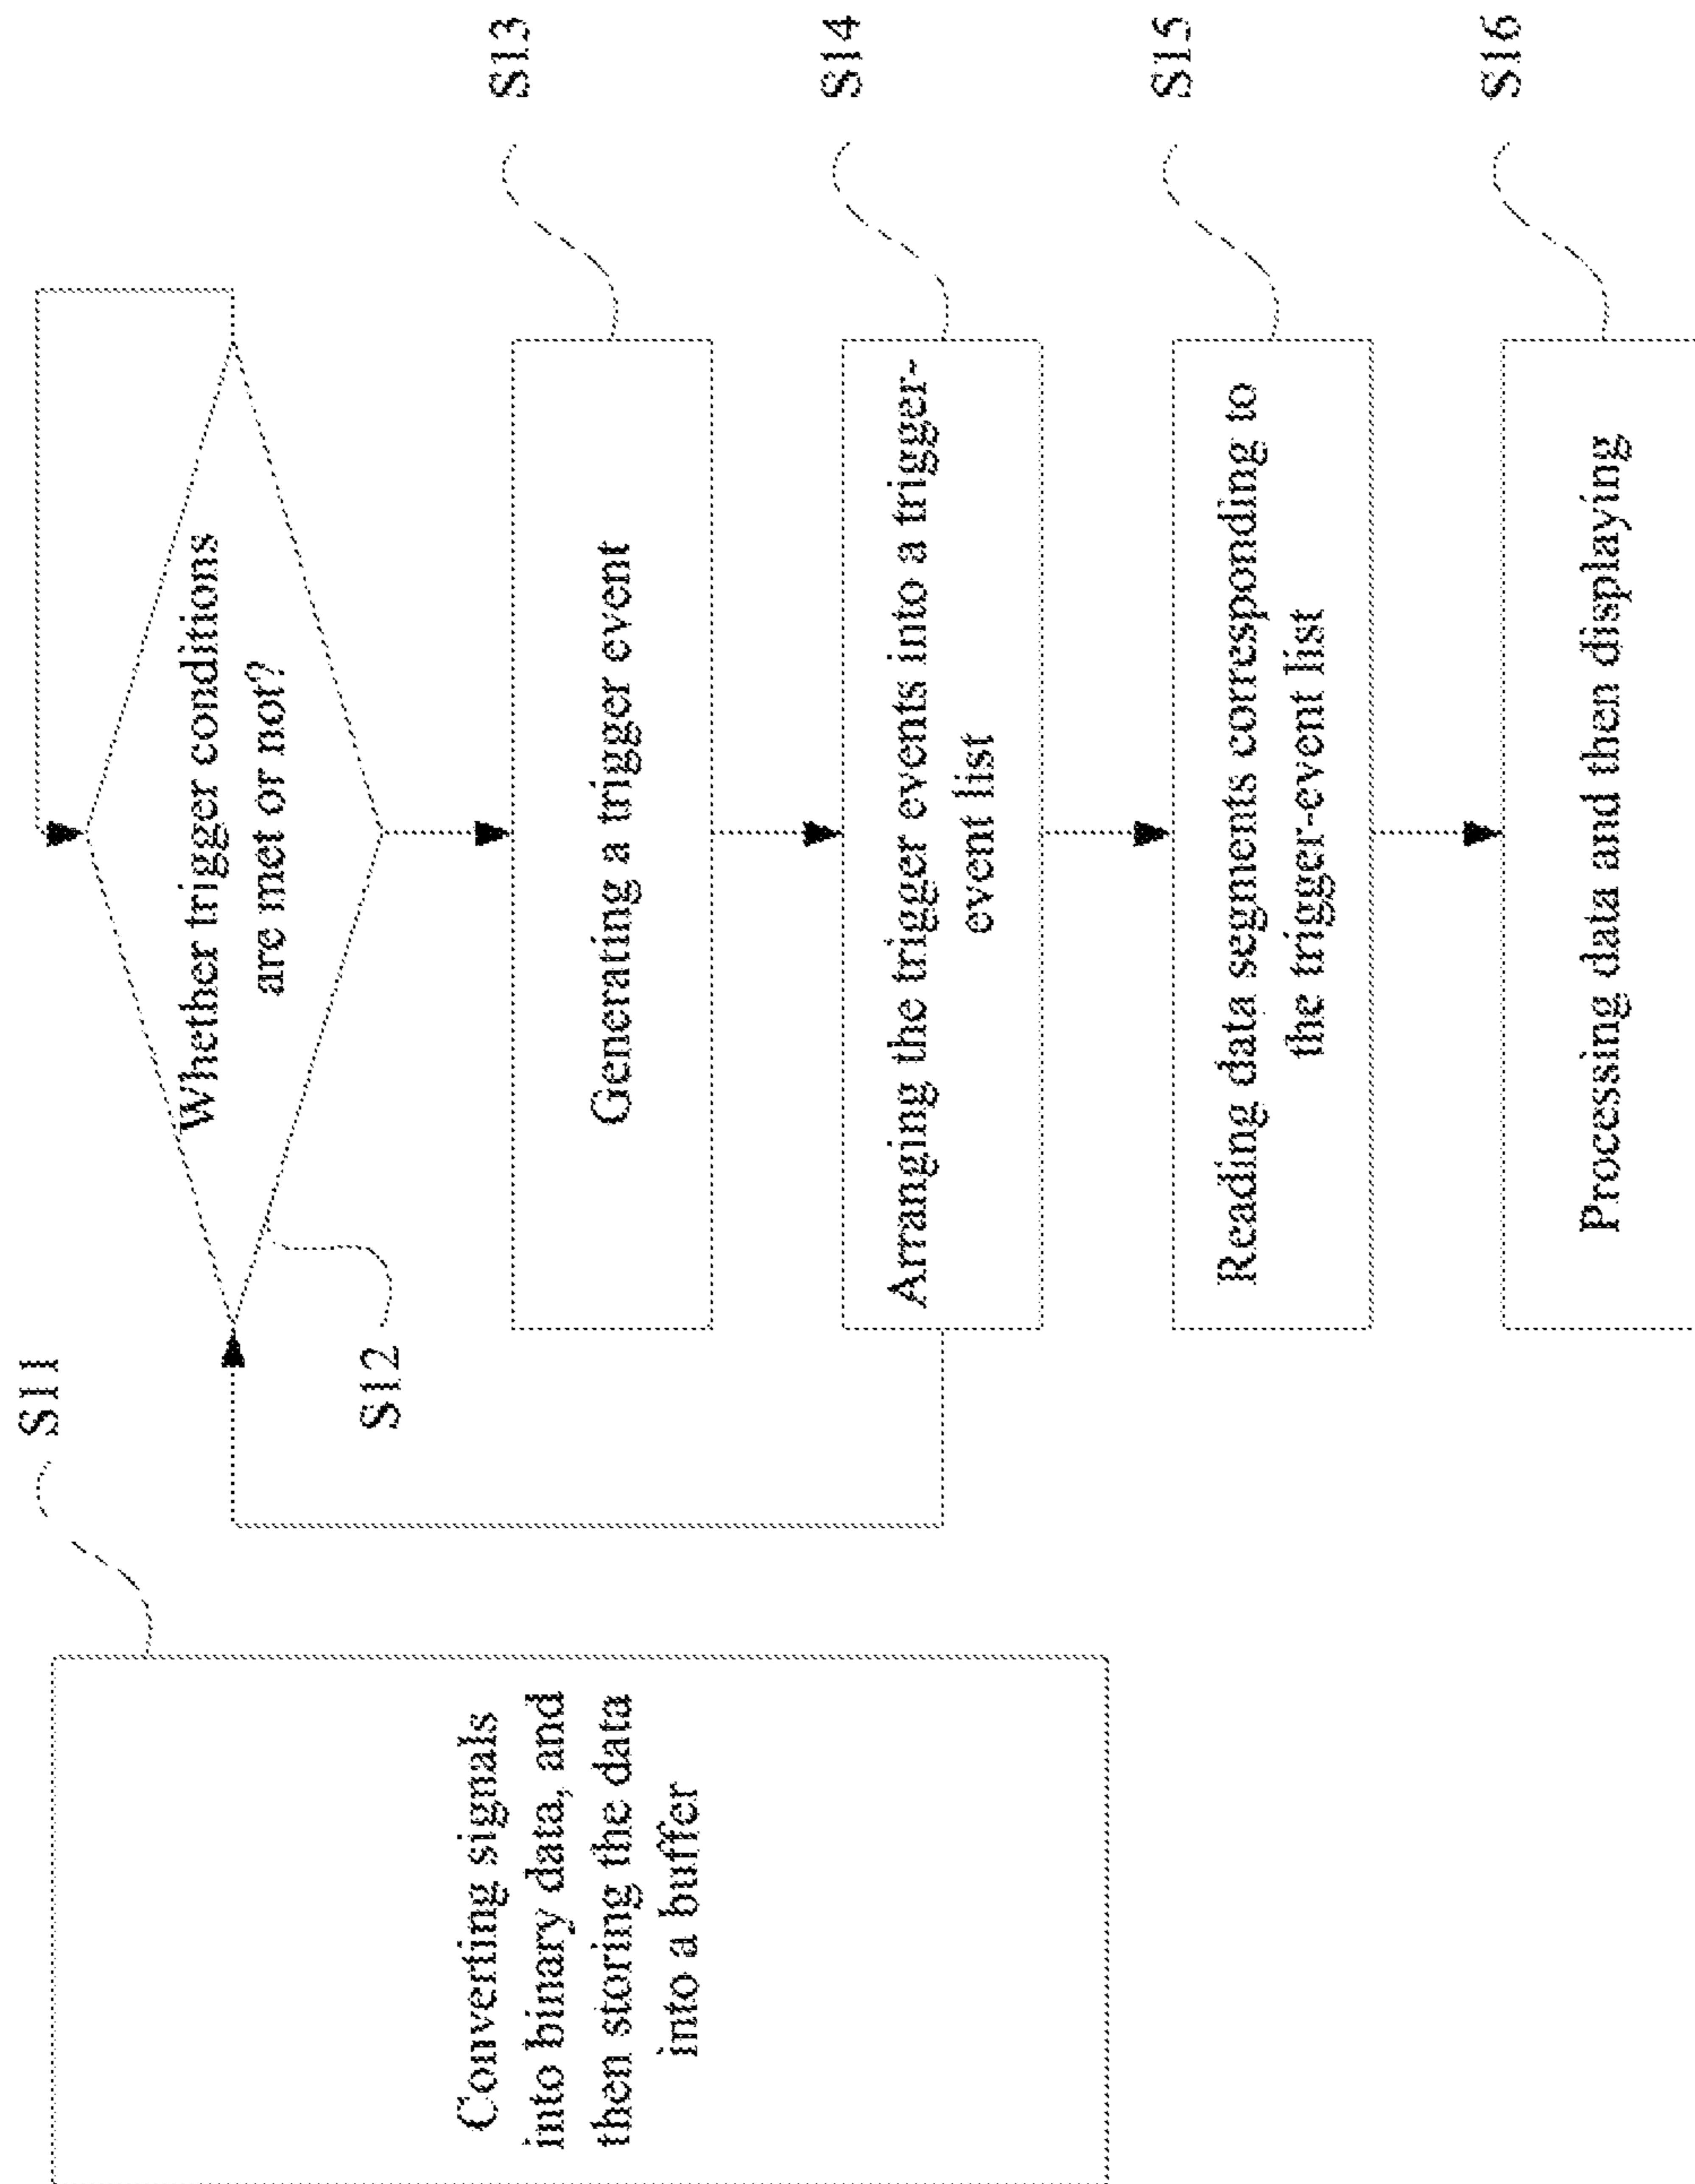 S11
Converting signals
into binary data, and
then storing the data
into a buffer
Whether trigger conditions
are met or not?
S12
Generating a trigger event
S13
Arranging the trigger events into a trigger-
event list
S14
Reading data segments corresponding to
the trigger-event list
S15
Processing data and then displaying
S16